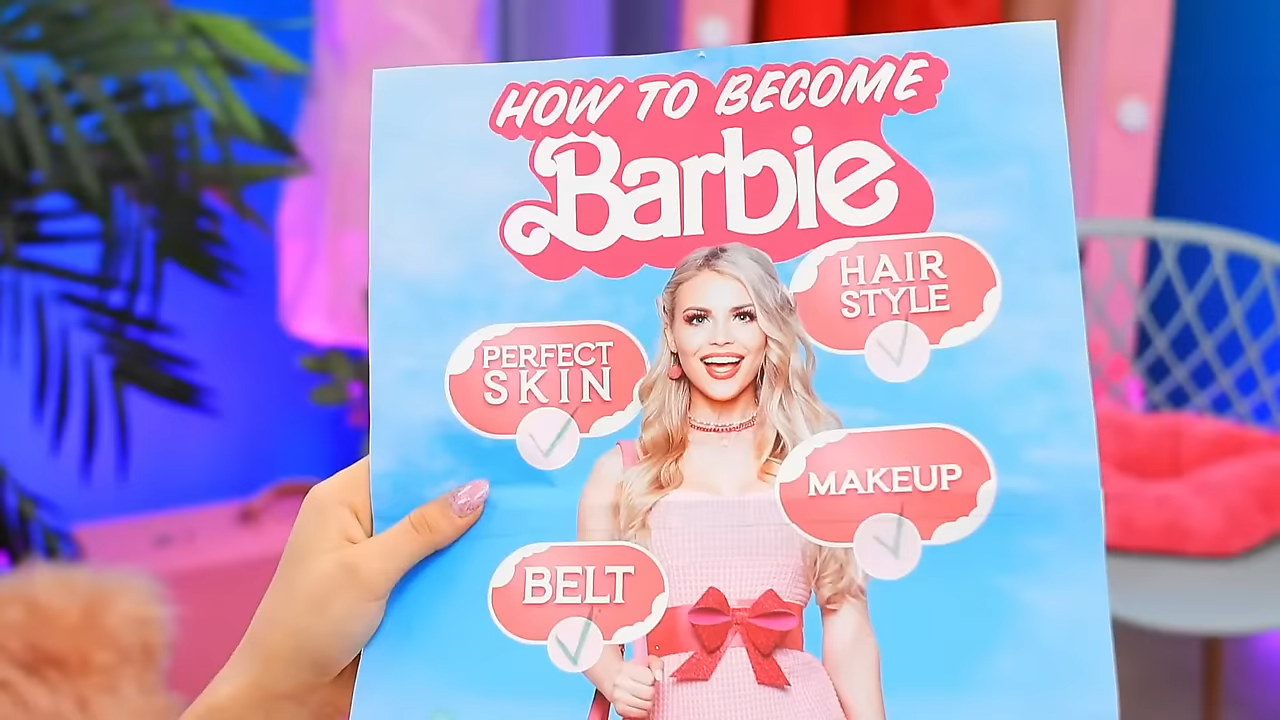 HOW TO BECOME
Barbie
HAIR
STYLE
PERFECT
SKIN
MAKEUP
BELT